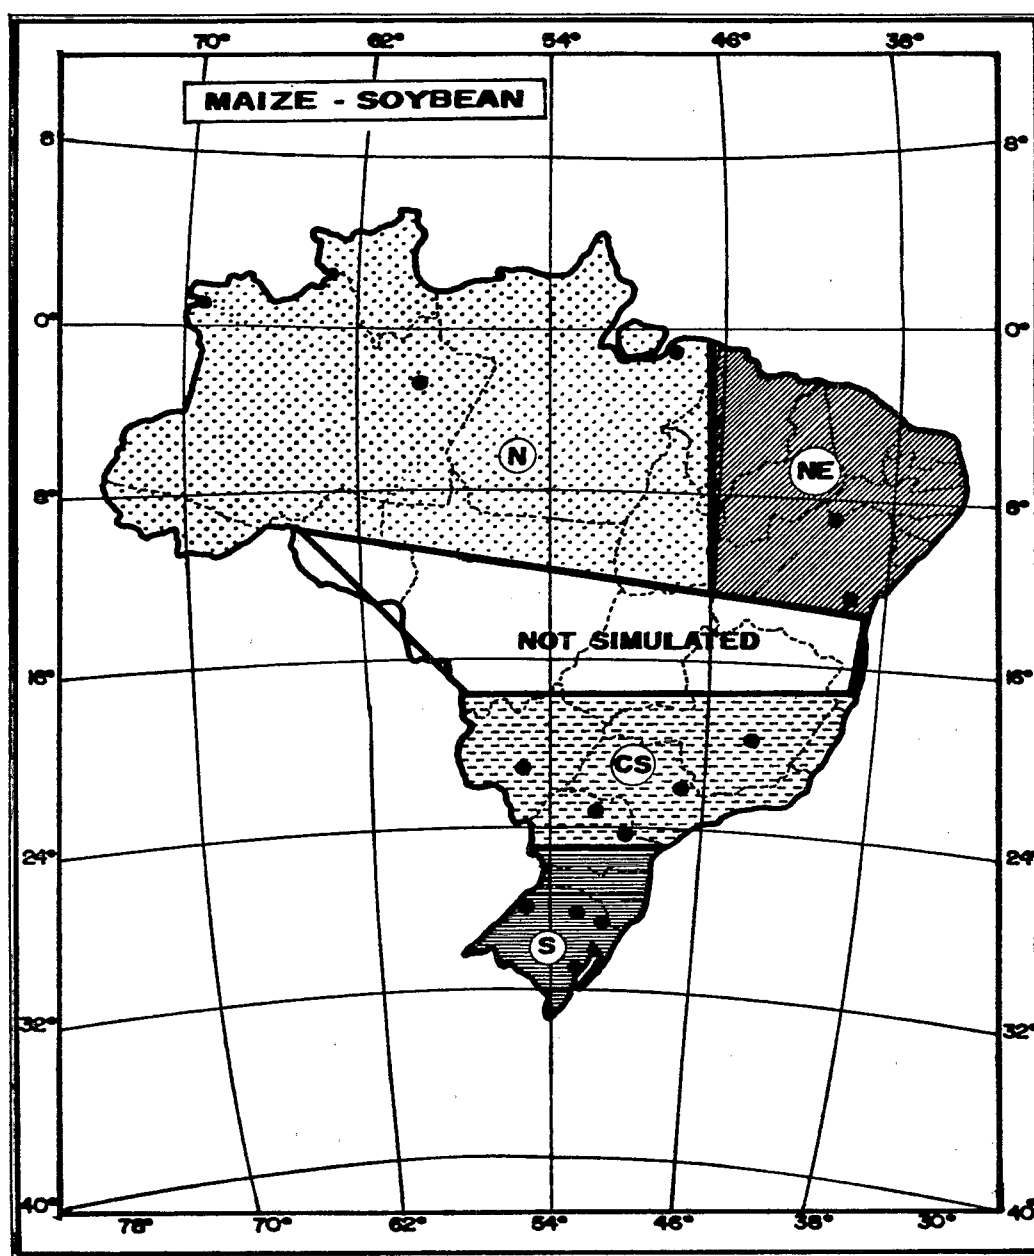 70° 62° 54° 46° 38°
MAIZE - SOYBEAN
8 8°
0° 0°
N NE
8° 8°
NOT SIMULATED
16° 16°
CS
24° 24°
S
32° 32°
40° 40°
78° 70° 62° 54° 46° 38° 30°